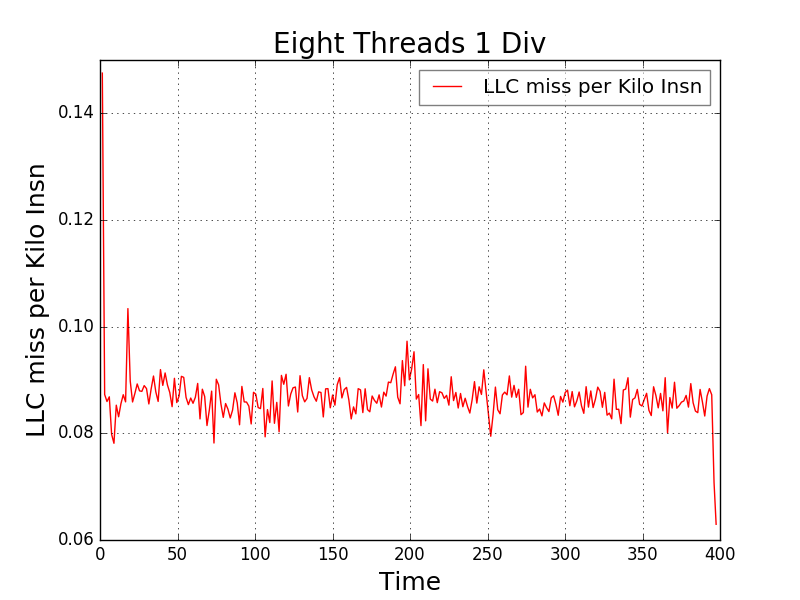 Eight Threads 1 Div
LLC miss per Kilo Insn
LLC miss per Kilo Insn
0.14
0.12
0.10
0.08
0.06
0 50 100 150 200 250 300 350 400
Time